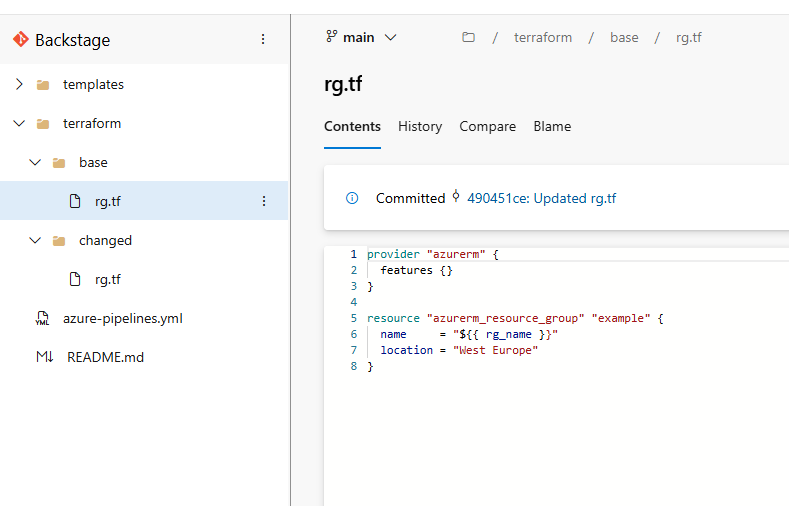 Backstage
templates
terraform
base
rg.tf
changed
rg.tf
YML azure-pipelines.yml
M↓ README.md
main
/ terraform / base / rg.tf
rg.tf
Contents History Compare Blame
Committed 490451ce: Updated rg.tf
1 provider "azurerm" {
2 features {}
3 }
4
5 resource "azurerm_resource_group" "example" {
6 name     = "${{ rg_name }}"
7 location = "West Europe"
8 }